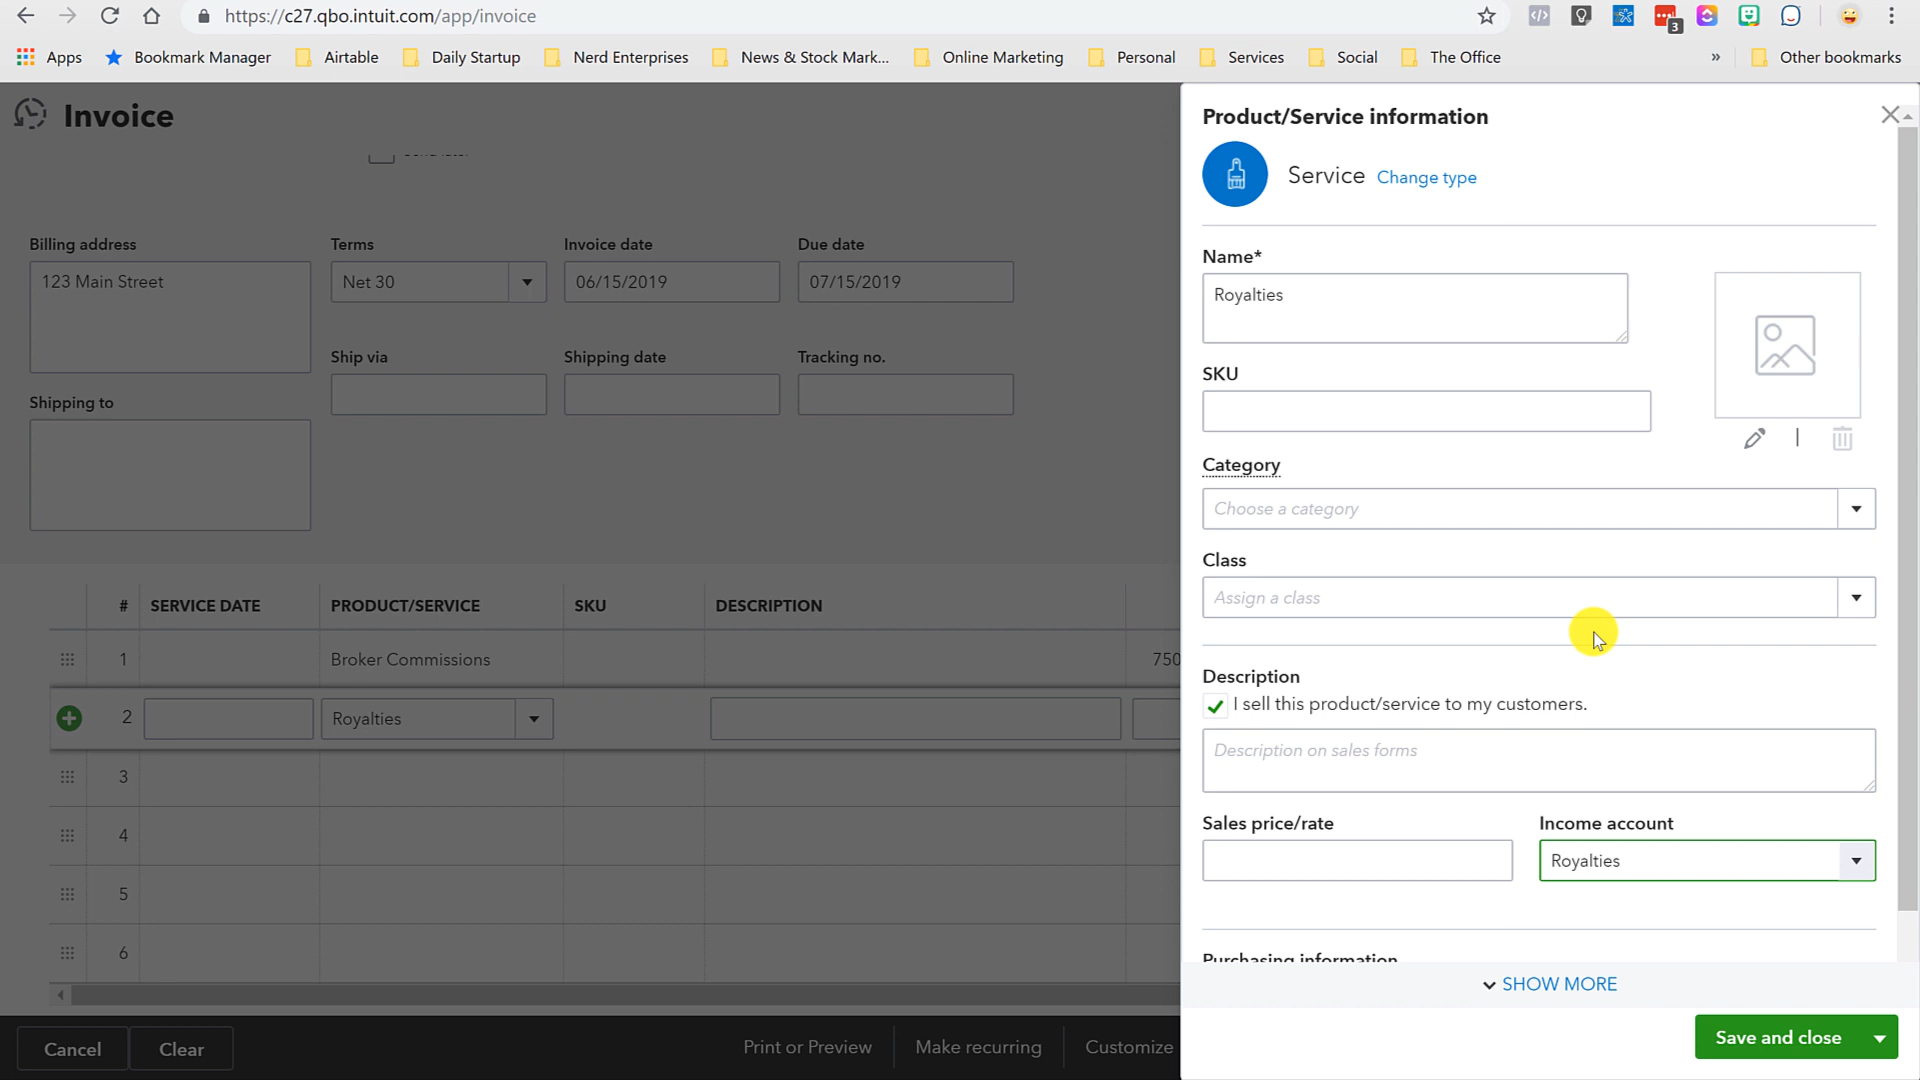 https://c27.qbo.intuit.com/app/invoice
3
Apps
Bookmark Manager
Airtable
Daily Startup
Nerd Enterprises
News & Stock Mark...
Online Marketing
Personal
Services
Social
The Office
»
Other bookmarks
Invoice
Billing address
Terms
Invoice date
Due date
123 Main Street
Net 30
06/15/2019
07/15/2019
Ship via
Shipping date
Tracking no.
Shipping to
# SERVICE DATE PRODUCT/SERVICE SKU DESCRIPTION
1 Broker Commissions 750
2 Royalties
3
4
5
6
Cancel
Clear
Print or Preview
Make recurring
Customize
Product/Service information
Service Change type
Name*
Royalties
SKU
Category
Choose a category
Class
Assign a class
Description
I sell this product/service to my customers.
Description on sales forms
Sales price/rate
Income account
Royalties
Purchasing information
SHOW MORE
Save and close